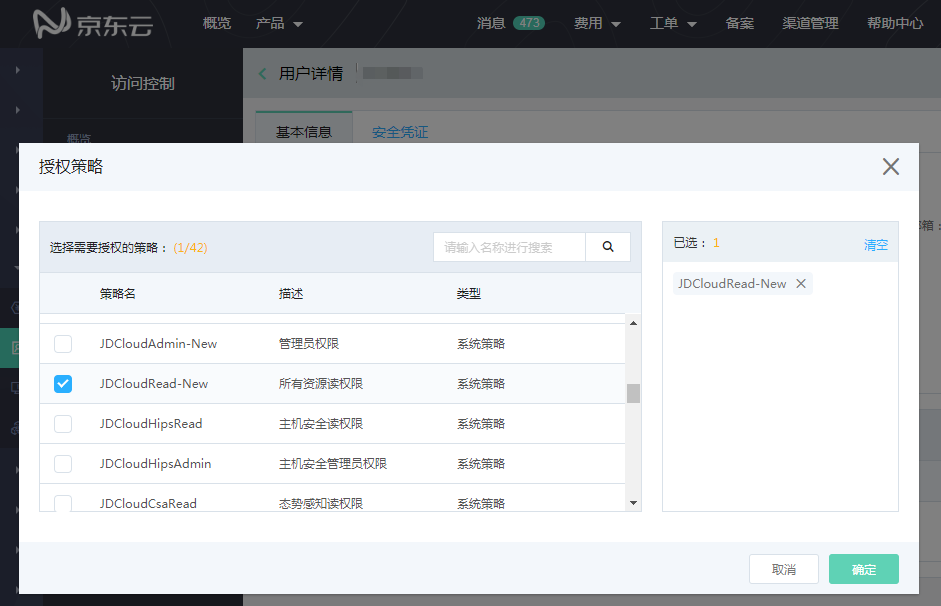 京东云
概览
产品
消息 473
费用
工单
备案
渠道管理
帮助中心
访问控制
用户详情
概览
基本信息
安全凭证
授权策略
选择需要授权的策略： (1/42)
请输入名称进行搜索
已选： 1
清空
策略名 描述 类型
JDCloudRead-New
JDCloudAdmin-New 管理员权限 系统策略
JDCloudRead-New 所有资源读权限 系统策略
JDCloudHipsRead 主机安全读权限 系统策略
JDCloudHipsAdmin 主机安全管理员权限 系统策略
JDCloudCsaRead 态势感知读权限 系统策略
取消
确定